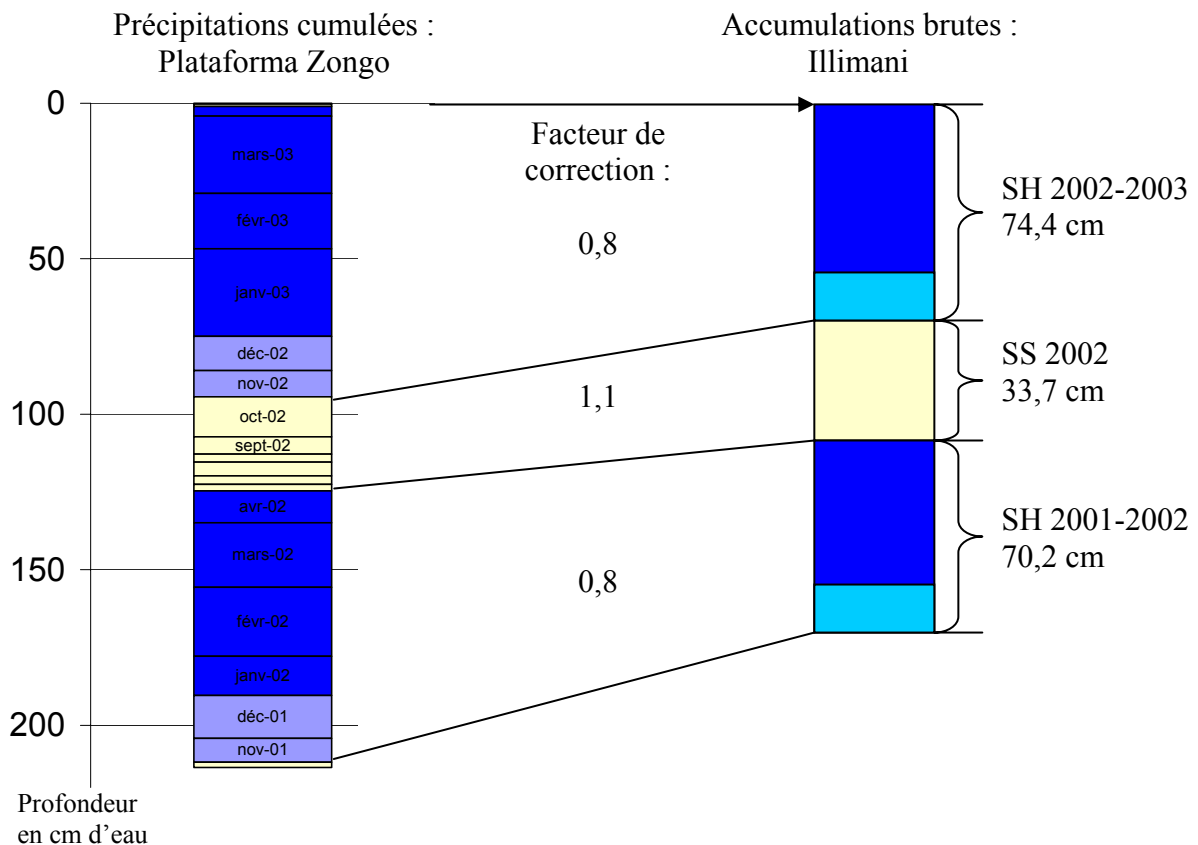 Précipitations cumulées :
Plataforma Zongo
Accumulations brutes :
Illimani
0
50
100
150
200
Profondeur
en cm d’eau
mars-03
févr-03
janv-03
déc-02
nov-02
oct-02
sept-02
avr-02
mars-02
févr-02
janv-02
déc-01
nov-01
Facteur de
correction :
0,8
1,1
0,8
SH 2002-2003
74,4 cm
SS 2002
33,7 cm
SH 2001-2002
70,2 cm